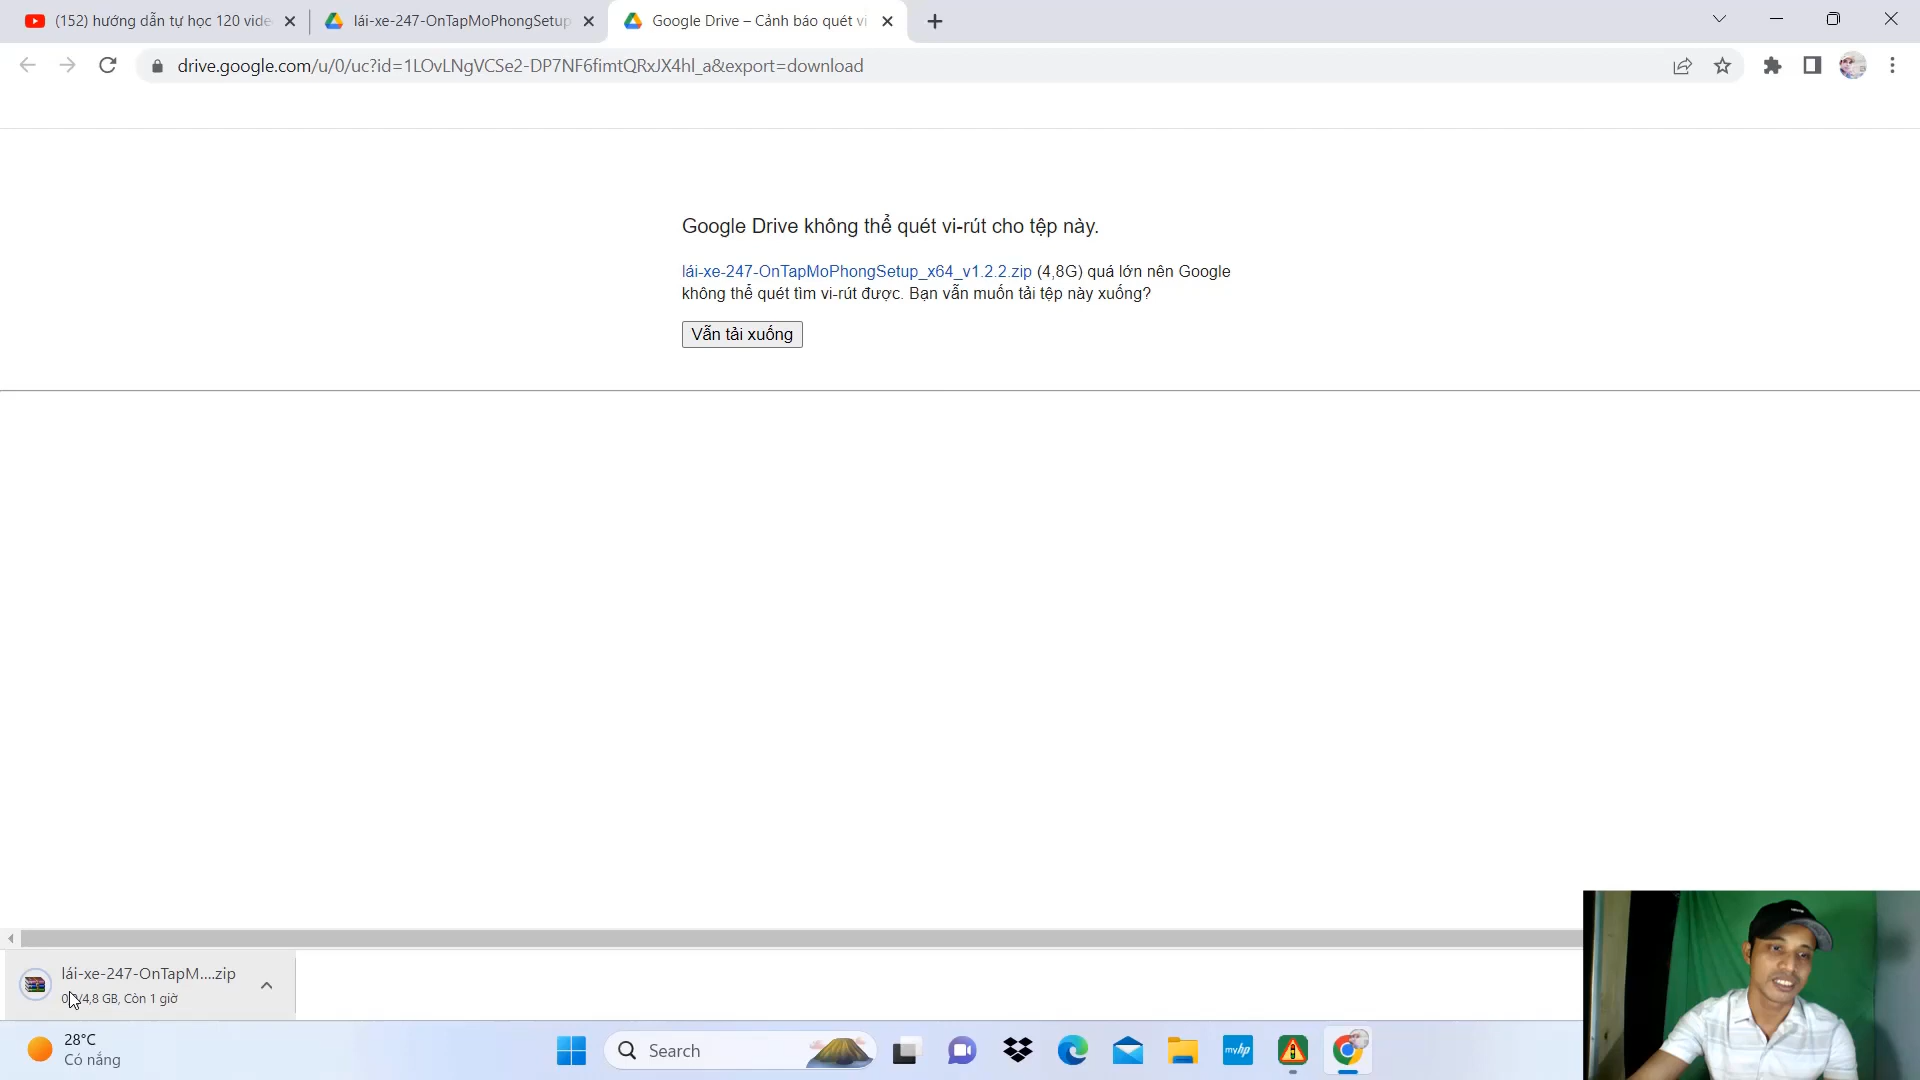 (152) hướng dẫn tự học 120 vide
lái-xe-247-OnTapMoPhongSetup
Google Drive – Cảnh báo quét vi
drive.google.com/u/0/uc?id=1LOvLNgVCSe2-DP7NF6fimtQRxJX4hl_a&export=download
Google Drive không thể quét vi-rút cho tệp này.
lái-xe-247-OnTapMoPhongSetup_x64_v1.2.2.zip (4,8G) quá lớn nên Google
không thể quét tìm vi-rút được. Bạn vẫn muốn tải tệp này xuống?
Vẫn tải xuống
lái-xe-247-OnTapM....zip
/4,8 GB, Còn 1 giờ
28°C
Có nắng
Search
myhp